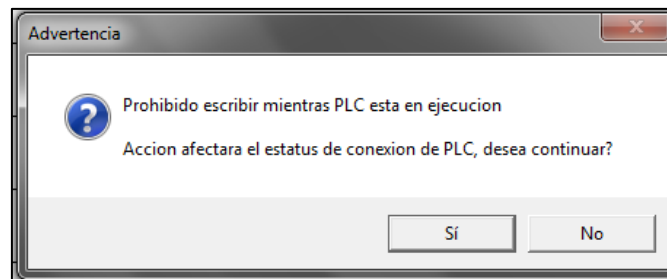 Advertencia
Prohibido escribir mientras PLC esta en ejecucion
Accion afectara el estatus de conexion de PLC, desea continuar?
Sí
No